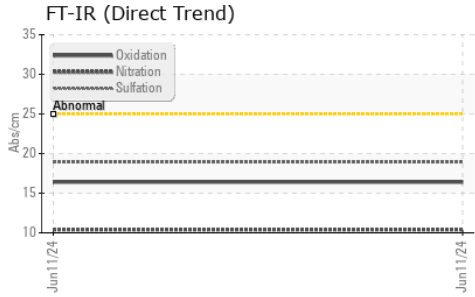 FT-IR (Direct Trend)
35
Oxidation
30
Nitration
Sulfation
Abnormal
25
Abs/cm
20
15
10
Jun11/24
Jun11/24